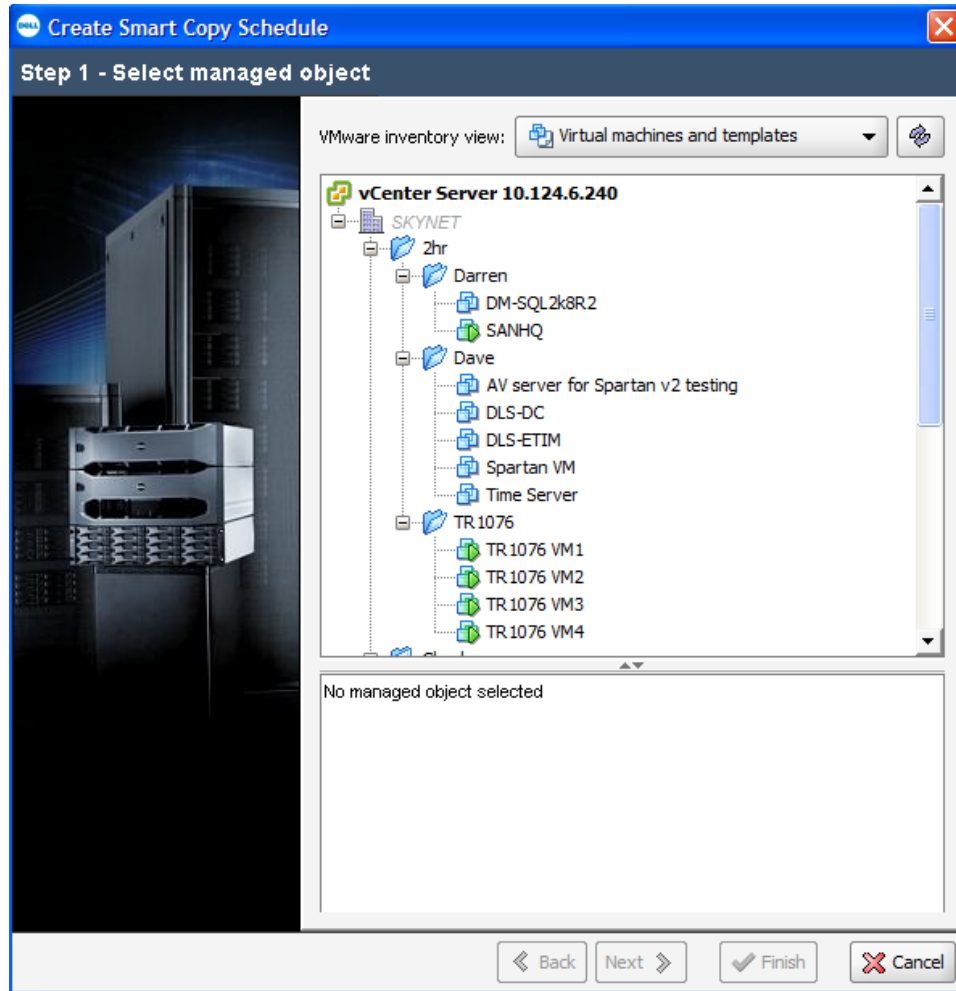 DELL Create Smart Copy Schedule
Step 1 - Select managed object
VMware inventory view: Virtual machines and templates
vCenter Server 10.124.6.240
SKYNET
2hr
Darren
DM-SQL2k8R2
SANHQ
Dave
AV server for Spartan v2 testing
DLS-DC
DLS-ETIM
Spartan VM
Time Server
TR1076
TR1076 VM1
TR1076 VM2
TR1076 VM3
TR1076 VM4
No managed object selected
Back Next Finish Cancel